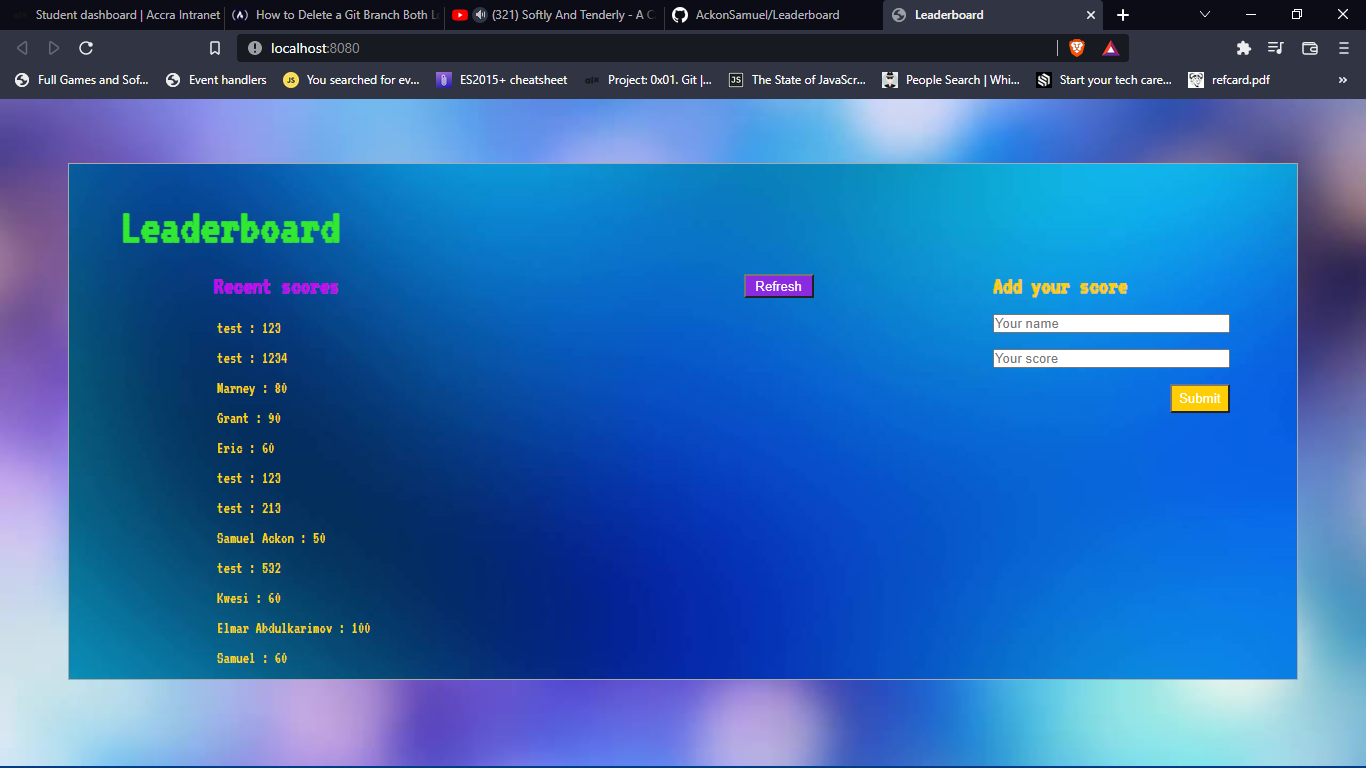 Student dashboard | Accra Intranet
How to Delete a Git Branch Both L
(321) Softly And Tenderly - A C
AckonSamuel/Leaderboard
Leaderboard
localhost:8080
Full Games and Sof...
Event handlers
JS
You searched for ev...
ES2015+ cheatsheet
Project: 0x01. Git |...
JS
The State of JavaScr...
People Search | Whi...
Start your tech care...
refcard.pdf
Leaderboard
Recent scores
Refresh
Add your score
test : 123
test : 1234
Marney : 80
Grant : 90
Eric : 60
test : 123
test : 213
Samuel Ackon : 50
test : 532
Kwesi : 60
Elmar Abdulkarimov : 100
Samuel : 60
Your name
Your score
Submit